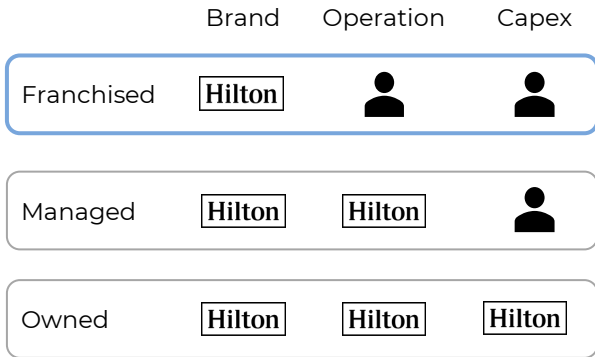 Brand Operation Capex
Franchised Hilton
Managed Hilton Hilton
Owned Hilton Hilton Hilton